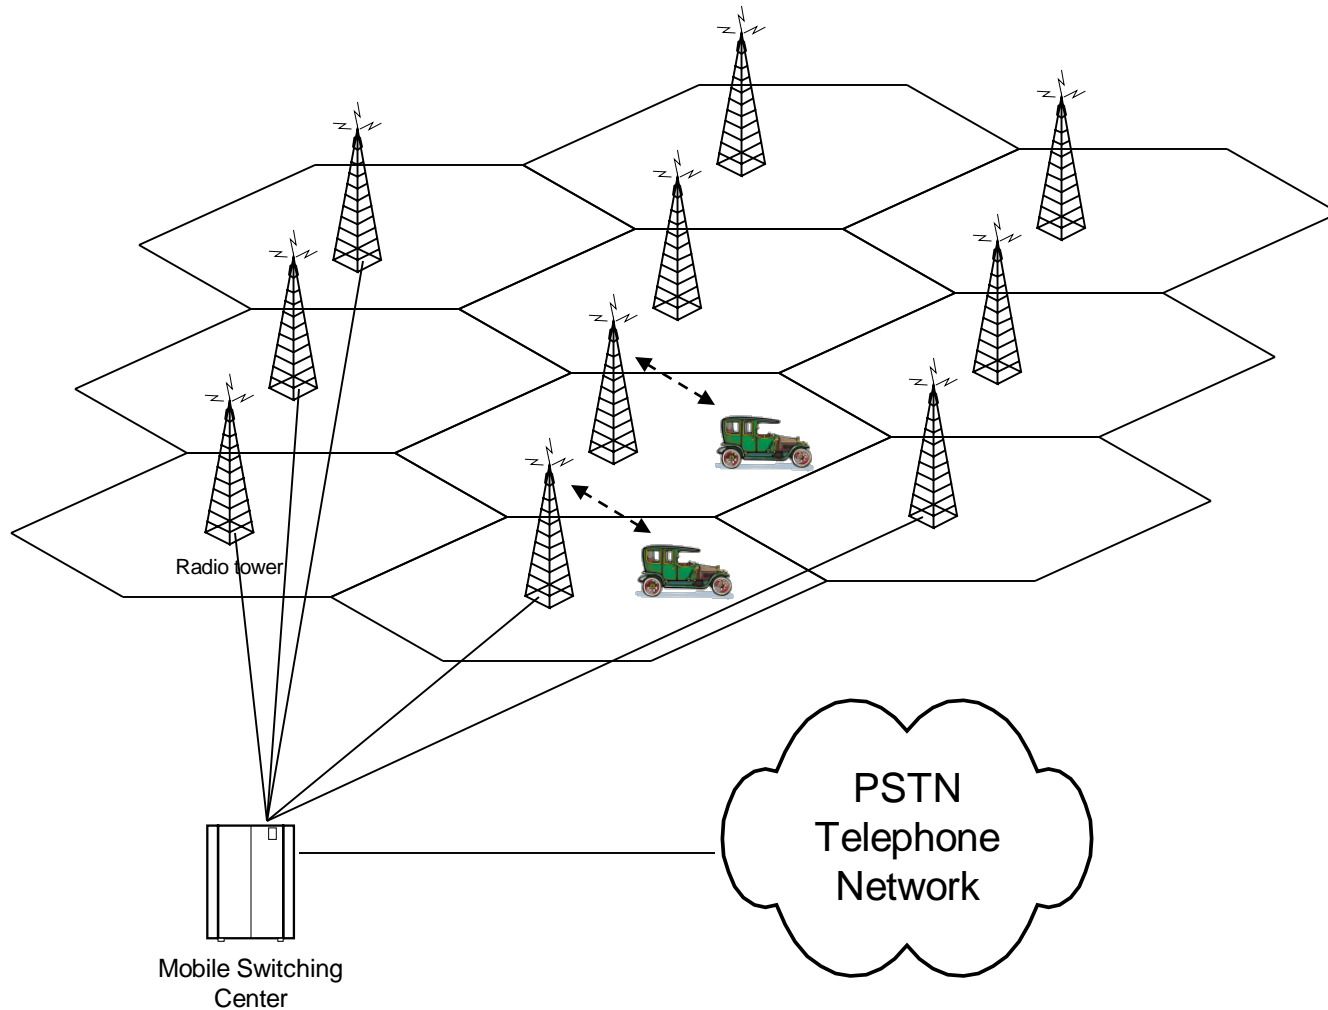 Radio tower
PSTN
Telephone
Network
Mobile Switching
Center